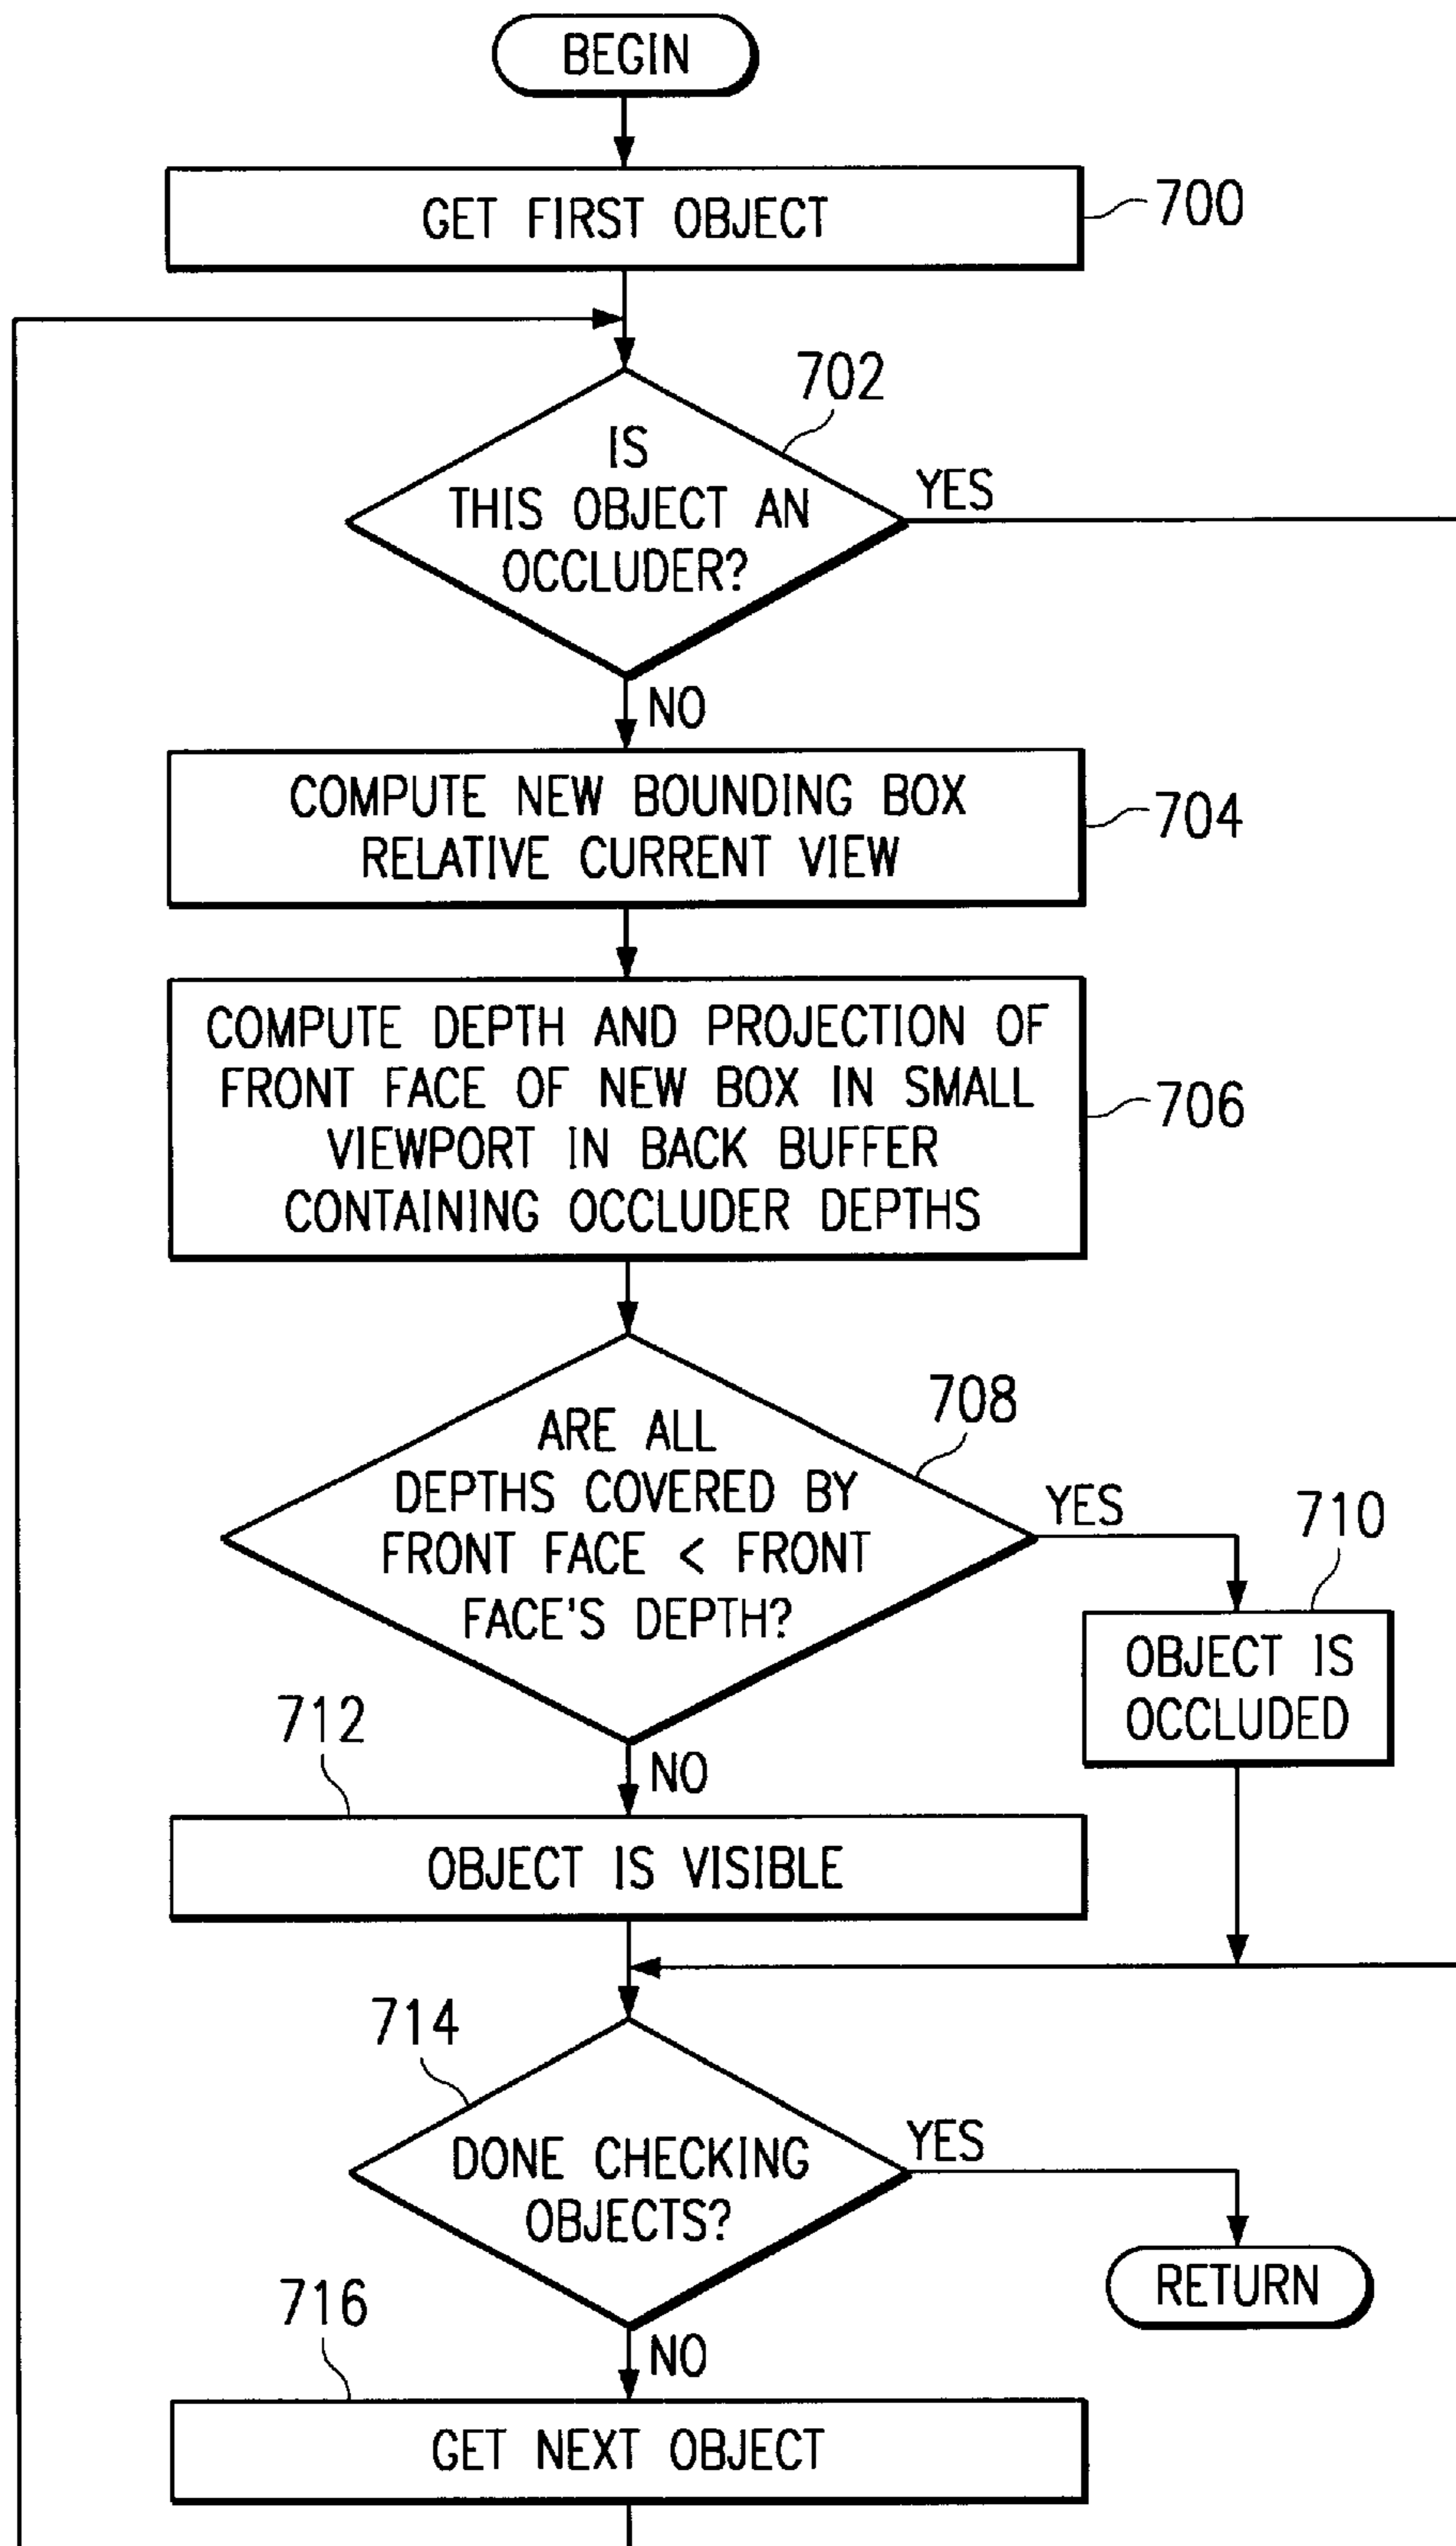 BEGIN
GET FIRST OBJECT
700
702
IS
THIS OBJECT AN
OCCLUDER?
YES
NO
COMPUTE NEW BOUNDING BOX
RELATIVE CURRENT VIEW
704
COMPUTE DEPTH AND PROJECTION OF
FRONT FACE OF NEW BOX IN SMALL
VIEWPORT IN BACK BUFFER
CONTAINING OCCLUDER DEPTHS
706
708
ARE ALL
DEPTHS COVERED BY
FRONT FACE < FRONT
FACE'S DEPTH?
YES
710
OBJECT IS
OCCLUDED
NO
712
OBJECT IS VISIBLE
714
DONE CHECKING
OBJECTS?
YES
RETURN
NO
716
GET NEXT OBJECT